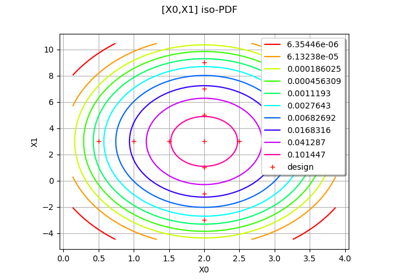 [X0,X1] iso-PDF
10
8
6
4
2
0
−2
−4
X1
6.35446e-06
6.13238e-05
0.000186025
0.000456309
0.0011193
0.0027643
0.00682692
0.0168316
0.041287
0.101447
design
0.0 0.5 1.0 1.5 2.0 2.5 3.0 3.5 4.0
X0